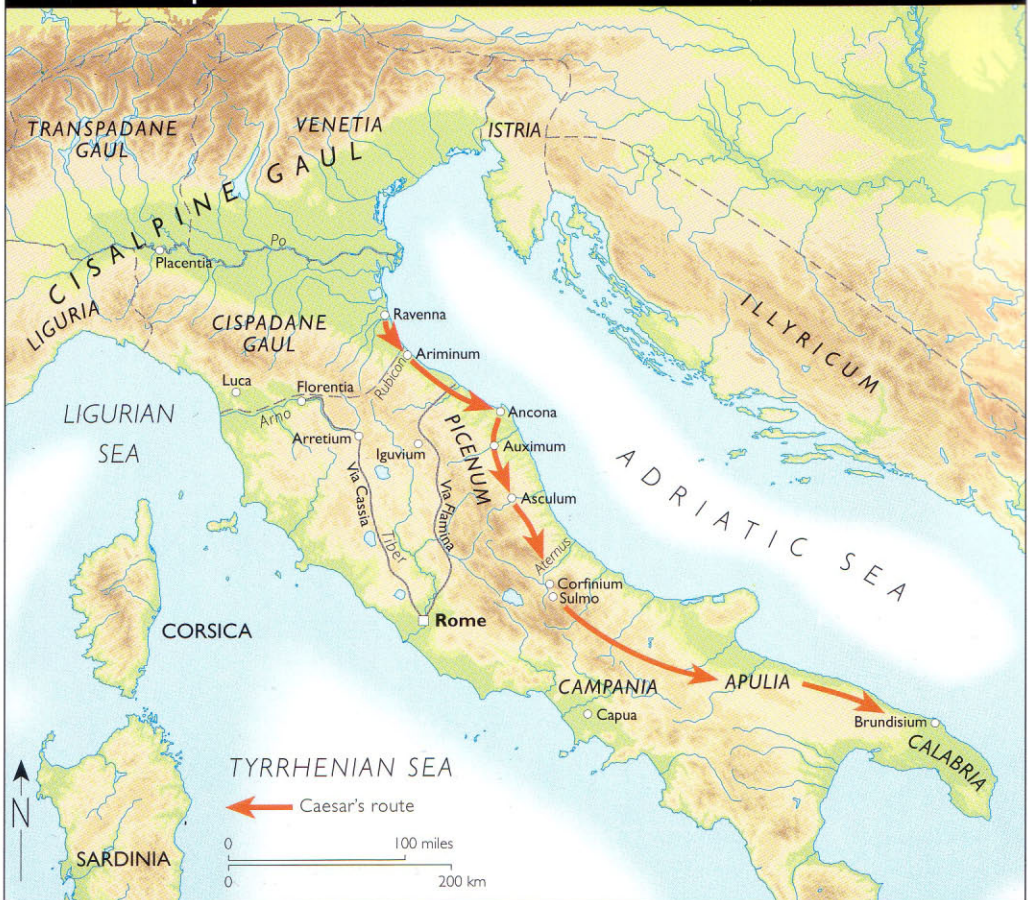 TRANSPADANE
GAUL
VENETIA
ISTRIA
CISALPINE GAUL
Po
Placentia
LIGURIA
CISPADANE
GAUL
Ravenna
Ariminum
Rubicon
ILLYRICUM
Luca
Florentia
Arno
LIGURIAN
SEA
Arretium
Iguvium
PICENUM
Ancona
Auximum
Via Cassia
Via Flamina
Asculum
ADRIATIC SEA
Tiber
Aternus
Corfinium
Sulmo
Rome
CORSICA
CAMPANIA
APULIA
Capua
Brundisium
CALABRIA
TYRRHENIAN SEA
N
Caesar's route
0 100 miles
0 200 km
SARDINIA